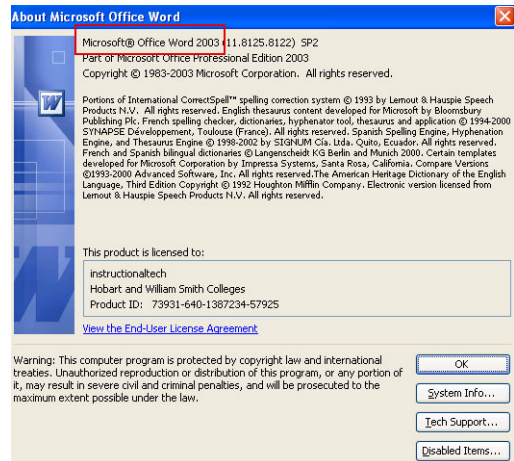 About Microsoft Office Word
Microsoft® Office Word 2003 (11.8125.8122) SP2
Part of Microsoft Office Professional Edition 2003
Copyright © 1983-2003 Microsoft Corporation. All rights reserved.
Portions of International CorrectSpell™ spelling correction system © 1993 by Lernout & Hauspie Speech
Products N.V. All rights reserved. English thesaurus content developed for Microsoft by Bloomsbury
Publishing Plc. French spelling checker, dictionaries, hyphenator tool, thesaurus and application © 1994-2000
SYNAPSE Développement, Toulouse (France). All rights reserved. Spanish Spelling Engine, Hyphenation
Engine, and Thesaurus Engine © 1998-2002 by SIGNUM Cía. Ltda. Quito, Ecuador. All rights reserved.
French and Spanish bilingual dictionaries © Langenscheidt KG Berlin and Munich 2000. Certain templates
developed for Microsoft Corporation by Impressa Systems, Santa Rosa, California. Compare Versions
©1993-2000 Advanced Software, Inc. All rights reserved.The American Heritage Dictionary of the English
Language, Third Edition Copyright © 1992 Houghton Mifflin Company. Electronic version licensed from
Lernout & Hauspie Speech Products N.V. All rights reserved.
This product is licensed to:
instructionaltech
Hobart and William Smith Colleges
Product ID: 73931-640-1387234-57925
View the End-User License Agreement
Warning: This computer program is protected by copyright law and international
treaties. Unauthorized reproduction or distribution of this program, or any portion of
it, may result in severe civil and criminal penalties, and will be prosecuted to the
maximum extent possible under the law.
OK
System Info...
Tech Support...
Disabled Items...